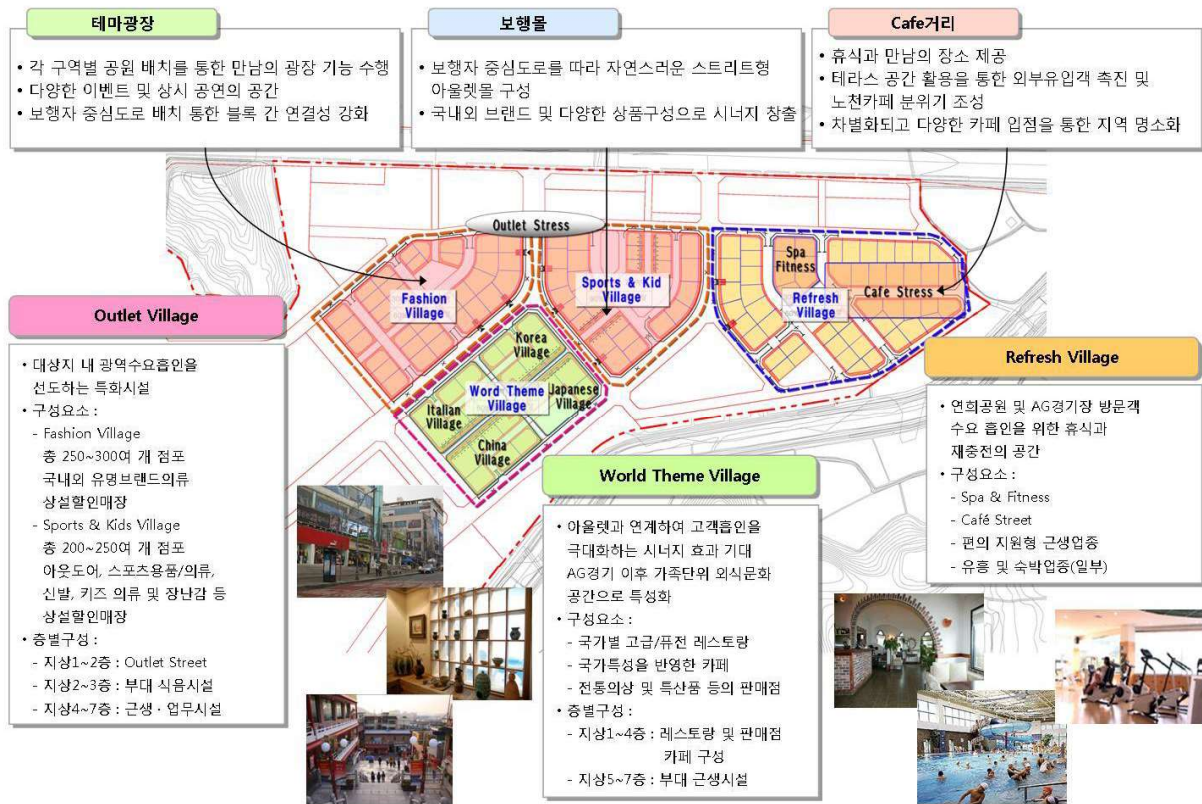 테마광장
• 각 구역별 공원 배치를 통한 만남의 광장 기능 수행
• 다양한 이벤트 및 상시 공연의 공간
• 보행자 중심도로 배치 통한 블록 간 연결성 강화
보행몰
• 보행자 중심도로를 따라 자연스러운 스트리트형
아울렛몰 구성
• 국내외 브랜드 및 다양한 상품구성으로 시너지 창출
Cafe거리
• 휴식과 만남의 장소 제공
• 테라스 공간 활용을 통한 외부유입객 촉진 및
노천카페 분위기 조성
• 차별화되고 다양한 카페 입점을 통한 지역 명소화
Outlet Stress
Fashion
Village
Sports & Kid
Village
Spa
Fitness
Refresh
Village
Cafe Stress
Korea
Village
Word Theme
Village
Japanese
Village
Italian
Village
China
Village
Outlet Village
• 대상지 내 광역수요흡인을
선도하는 특화시설
• 구성요소 :
- Fashion Village
총 250~300여 개 점포
국내외 유명브랜드의류
상설할인매장
- Sports & Kids Village
총 200~250여 개 점포
아웃도어, 스포츠용품/의류,
신발, 키즈 의류 및 장난감 등
상설할인매장
• 층별구성 :
- 지상1~2층 : Outlet Street
- 지상2~3층 : 부대 식음시설
- 지상4~7층 : 근생 · 업무시설
World Theme Village
• 아울렛과 연계하여 고객흡인을
극대화하는 시너지 효과 기대
AG경기 이후 가족단위 외식문화
공간으로 특성화
• 구성요소 :
- 국가별 고급/퓨전 레스토랑
- 국가특성을 반영한 카페
- 전통의상 및 특산품 등의 판매점
• 층별구성 :
- 지상1~4층 : 레스토랑 및 판매점
카페 구성
- 지상5~7층 : 부대 근생시설
Refresh Village
• 연희공원 및 AG경기장 방문객
수요 흡인을 위한 휴식과
재충전의 공간
• 구성요소 :
- Spa & Fitness
- Café Street
- 편의 지원형 근생업종
- 유흥 및 숙박업종(일부)